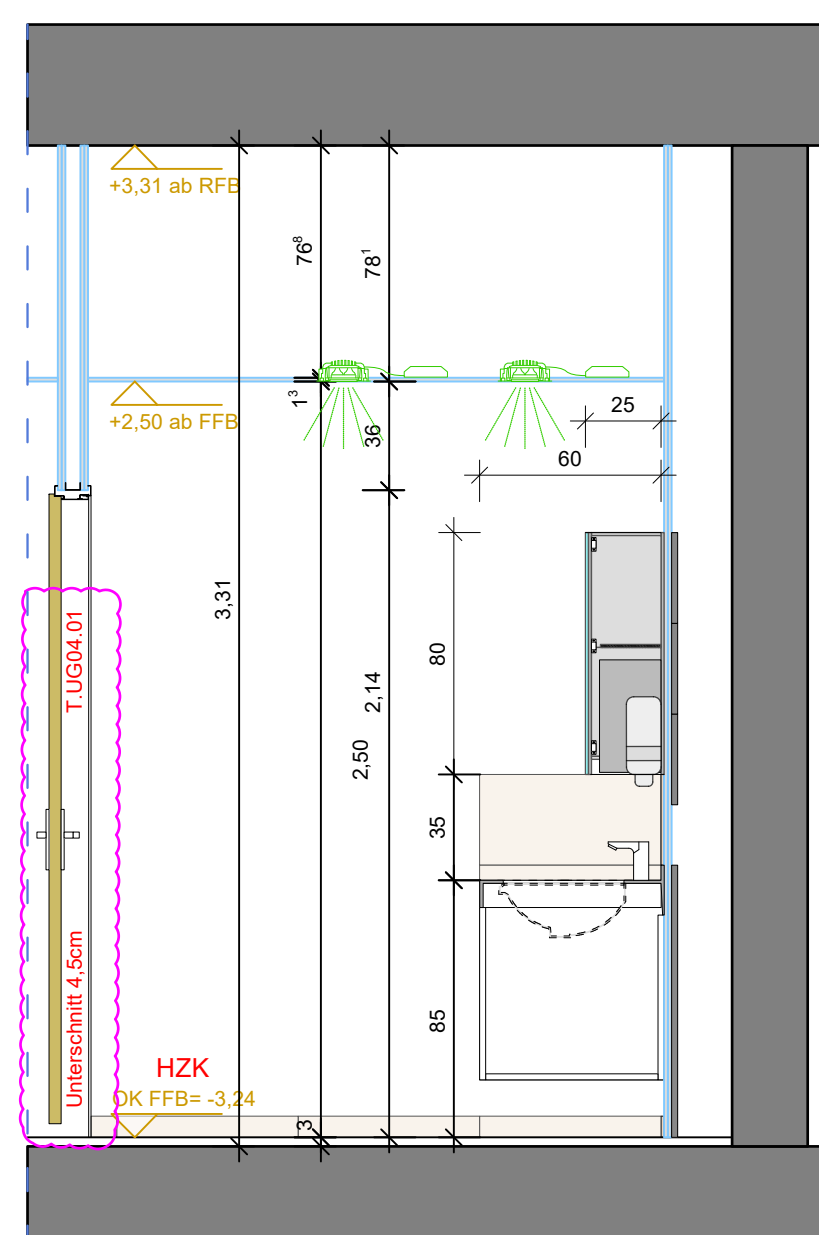 +3,31 ab RFB
76⁸
78¹
+2,50 ab FFB
1³
36
25
60
3,31
T.UG04.01
80
2,14
2,50
35
Unterschnitt 4,5cm
85
HZK
OK FFB= -3,24
3